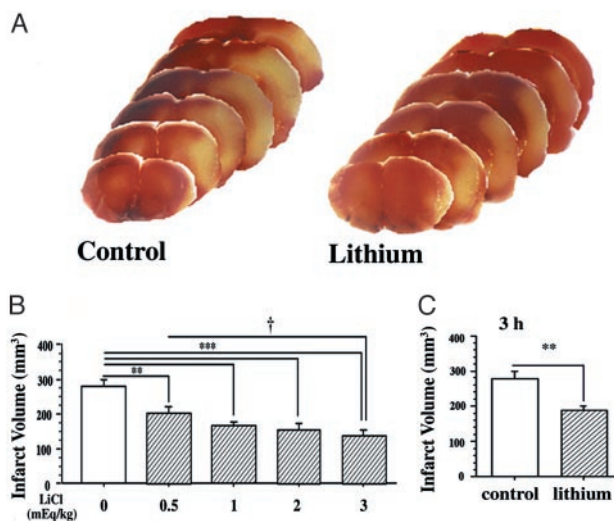 A
Control
Lithium
B
Infarct Volume (mm³)
400
300
200
100
0
**
***
†
LiCl
(mEq/kg)
0
0.5
1
2
3
C
3 h
Infarct Volume (mm³)
400
300
200
100
0
**
control
lithium